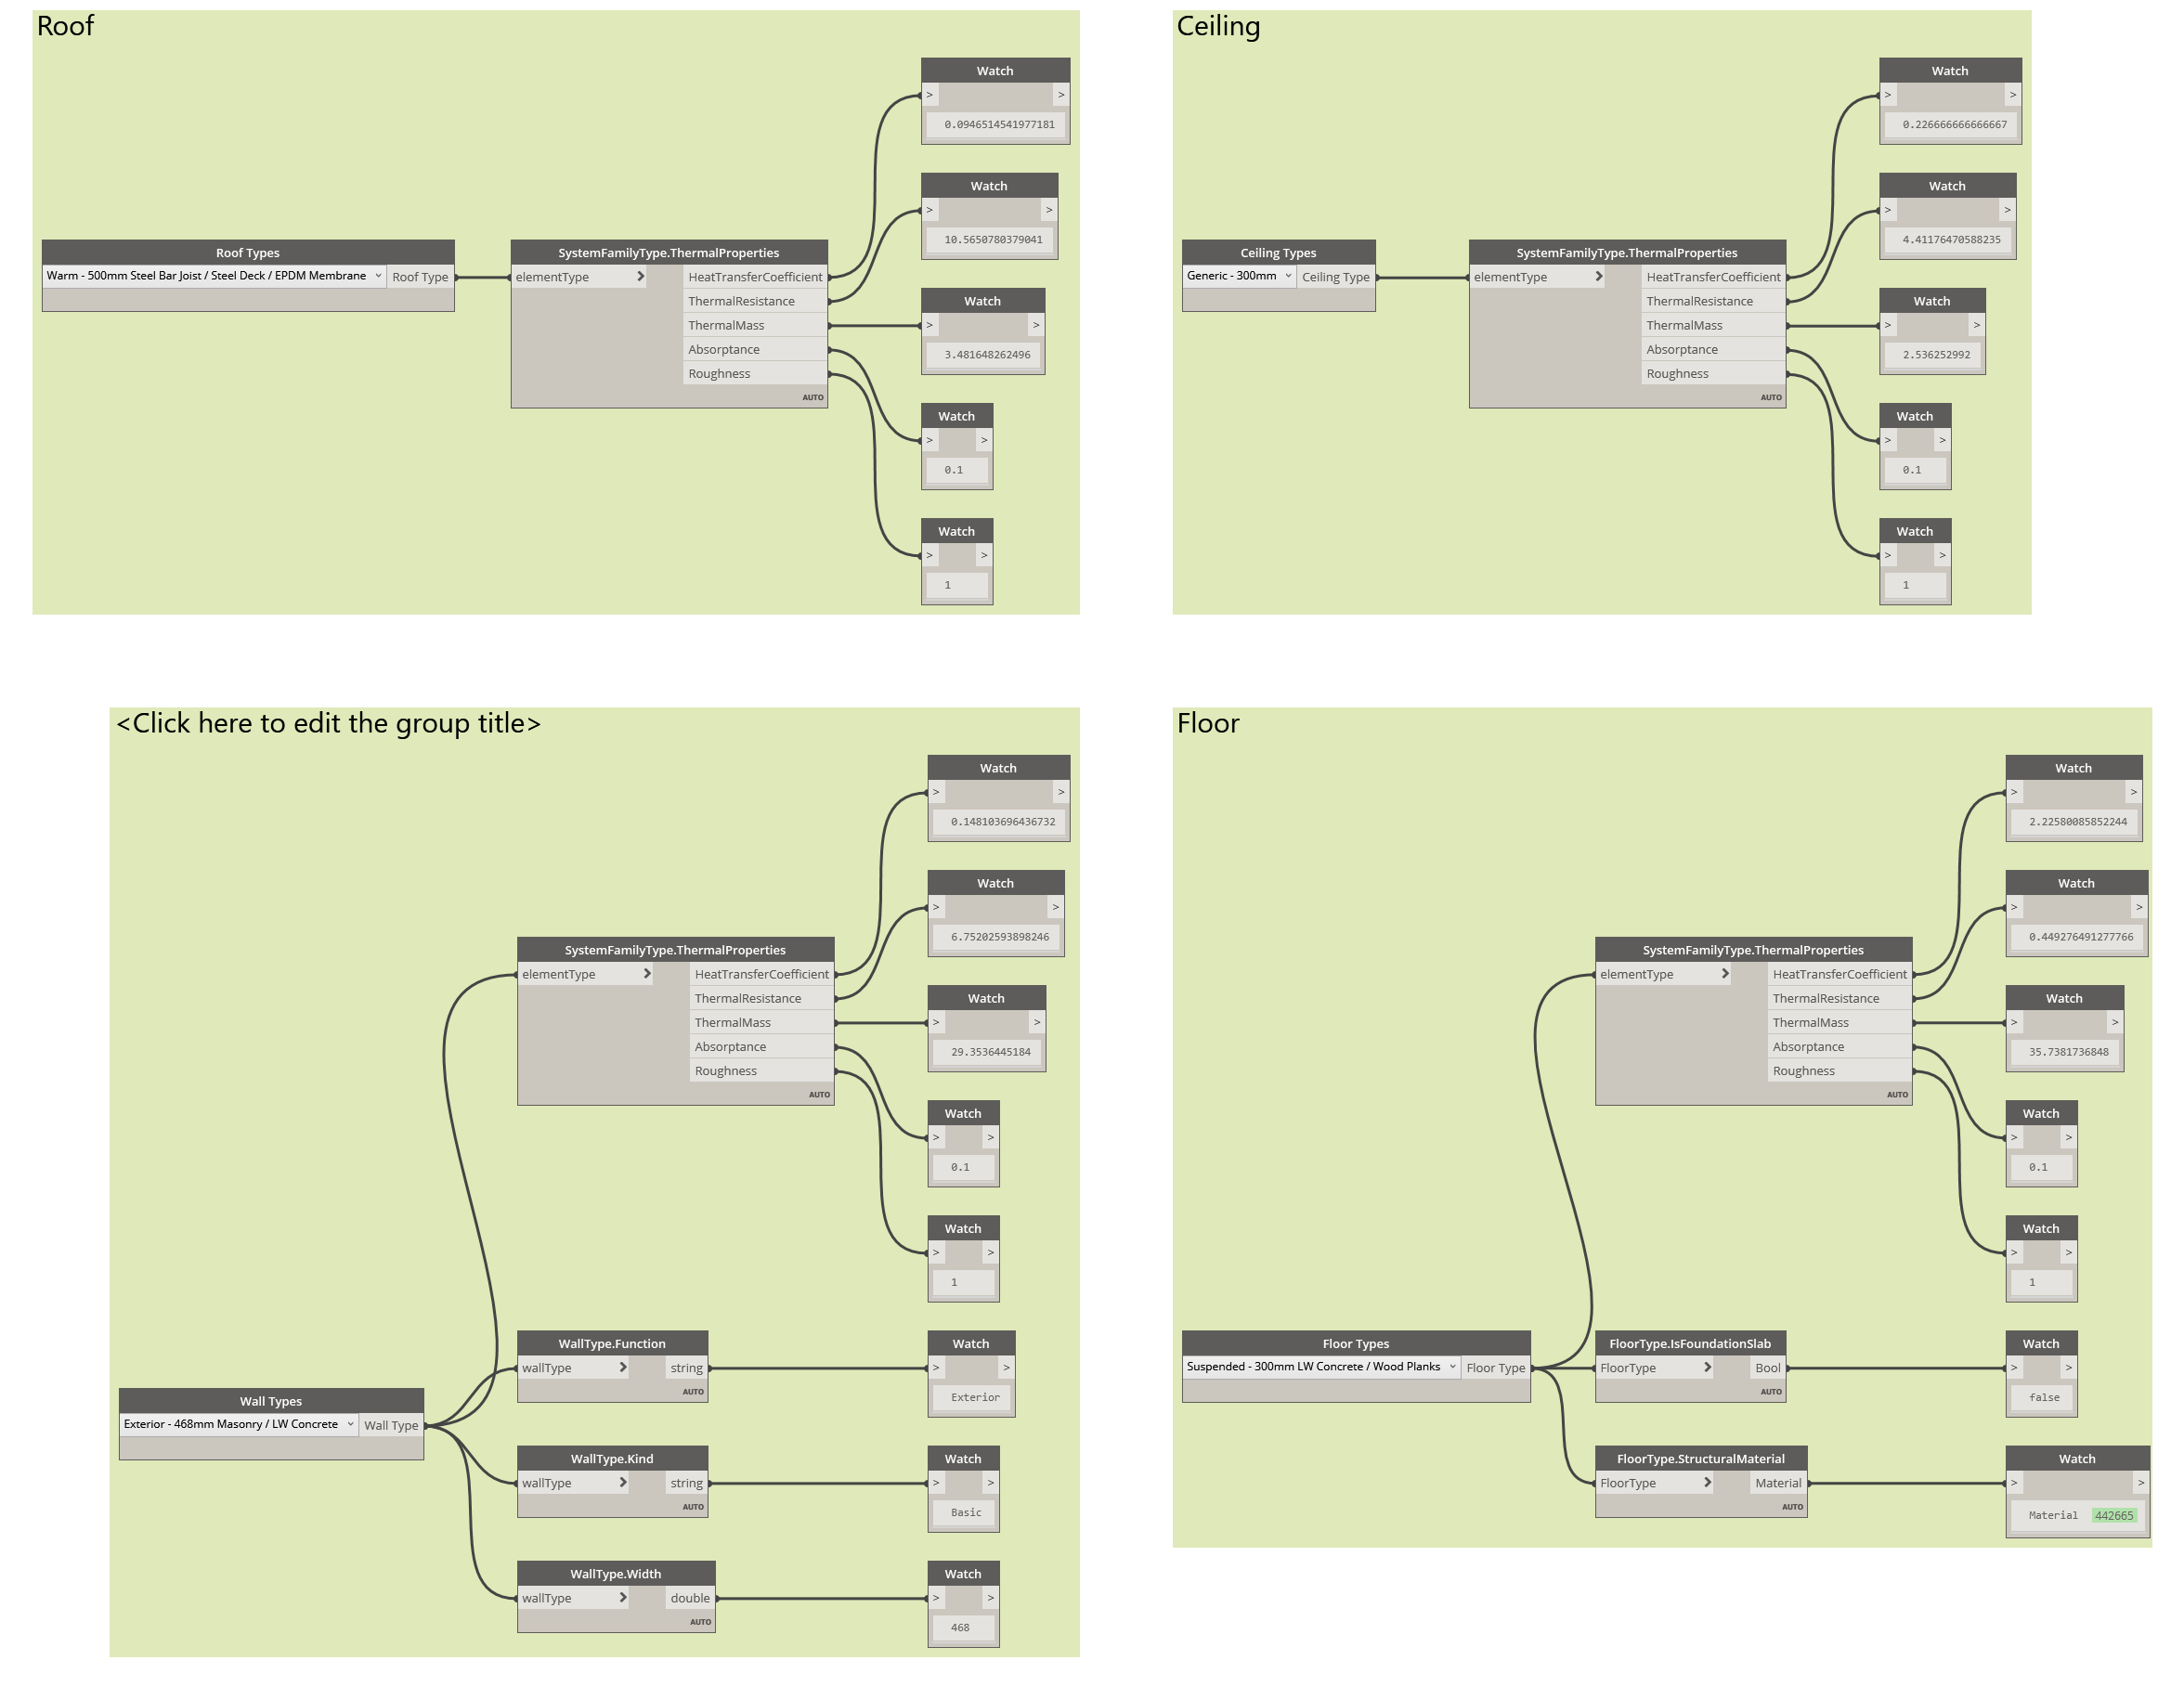 Roof
Watch
> >
0.0946514541977181
Watch
> >
10.5650780379041
Roof Types
Warm - 500mm Steel Bar Joist / Steel Deck / EPDM Membrane Roof Type
SystemFamilyType.ThermalProperties
elementType > HeatTransferCoefficient
ThermalResistance
ThermalMass
Absorptance
Roughness
AUTO
Watch
> >
3.481648262496
Watch
> >
0.1
Watch
> >
1
Ceiling
Watch
> >
0.226666666666667
Watch
> >
4.41176470588235
Ceiling Types
Generic - 300mm Ceiling Type
SystemFamilyType.ThermalProperties
elementType > HeatTransferCoefficient
ThermalResistance
ThermalMass
Absorptance
Roughness
AUTO
Watch
> >
2.536252992
Watch
> >
0.1
Watch
> >
1
<Click here to edit the group title>
Watch
> >
0.148103696436732
Watch
> >
6.75202593898246
SystemFamilyType.ThermalProperties
elementType > HeatTransferCoefficient
ThermalResistance
ThermalMass
Absorptance
Roughness
AUTO
Watch
> >
29.3536445184
Watch
> >
0.1
Watch
> >
1
Wall Types
Exterior - 468mm Masonry / LW Concrete Wall Type
WallType.Function
wallType > string
AUTO
Watch
> >
Exterior
WallType.Kind
wallType > string
AUTO
Watch
> >
Basic
WallType.Width
wallType > double
AUTO
Watch
> >
468
Floor
Watch
> >
2.22580085852244
Watch
> >
0.449276491277766
SystemFamilyType.ThermalProperties
elementType > HeatTransferCoefficient
ThermalResistance
ThermalMass
Absorptance
Roughness
AUTO
Watch
> >
35.7381736848
Watch
> >
0.1
Watch
> >
1
Floor Types
Suspended - 300mm LW Concrete / Wood Planks Floor Type
FloorType.IsFoundationSlab
FloorType > Bool
AUTO
Watch
> >
false
FloorType.StructuralMaterial
FloorType > Material
AUTO
Watch
> >
Material 442665